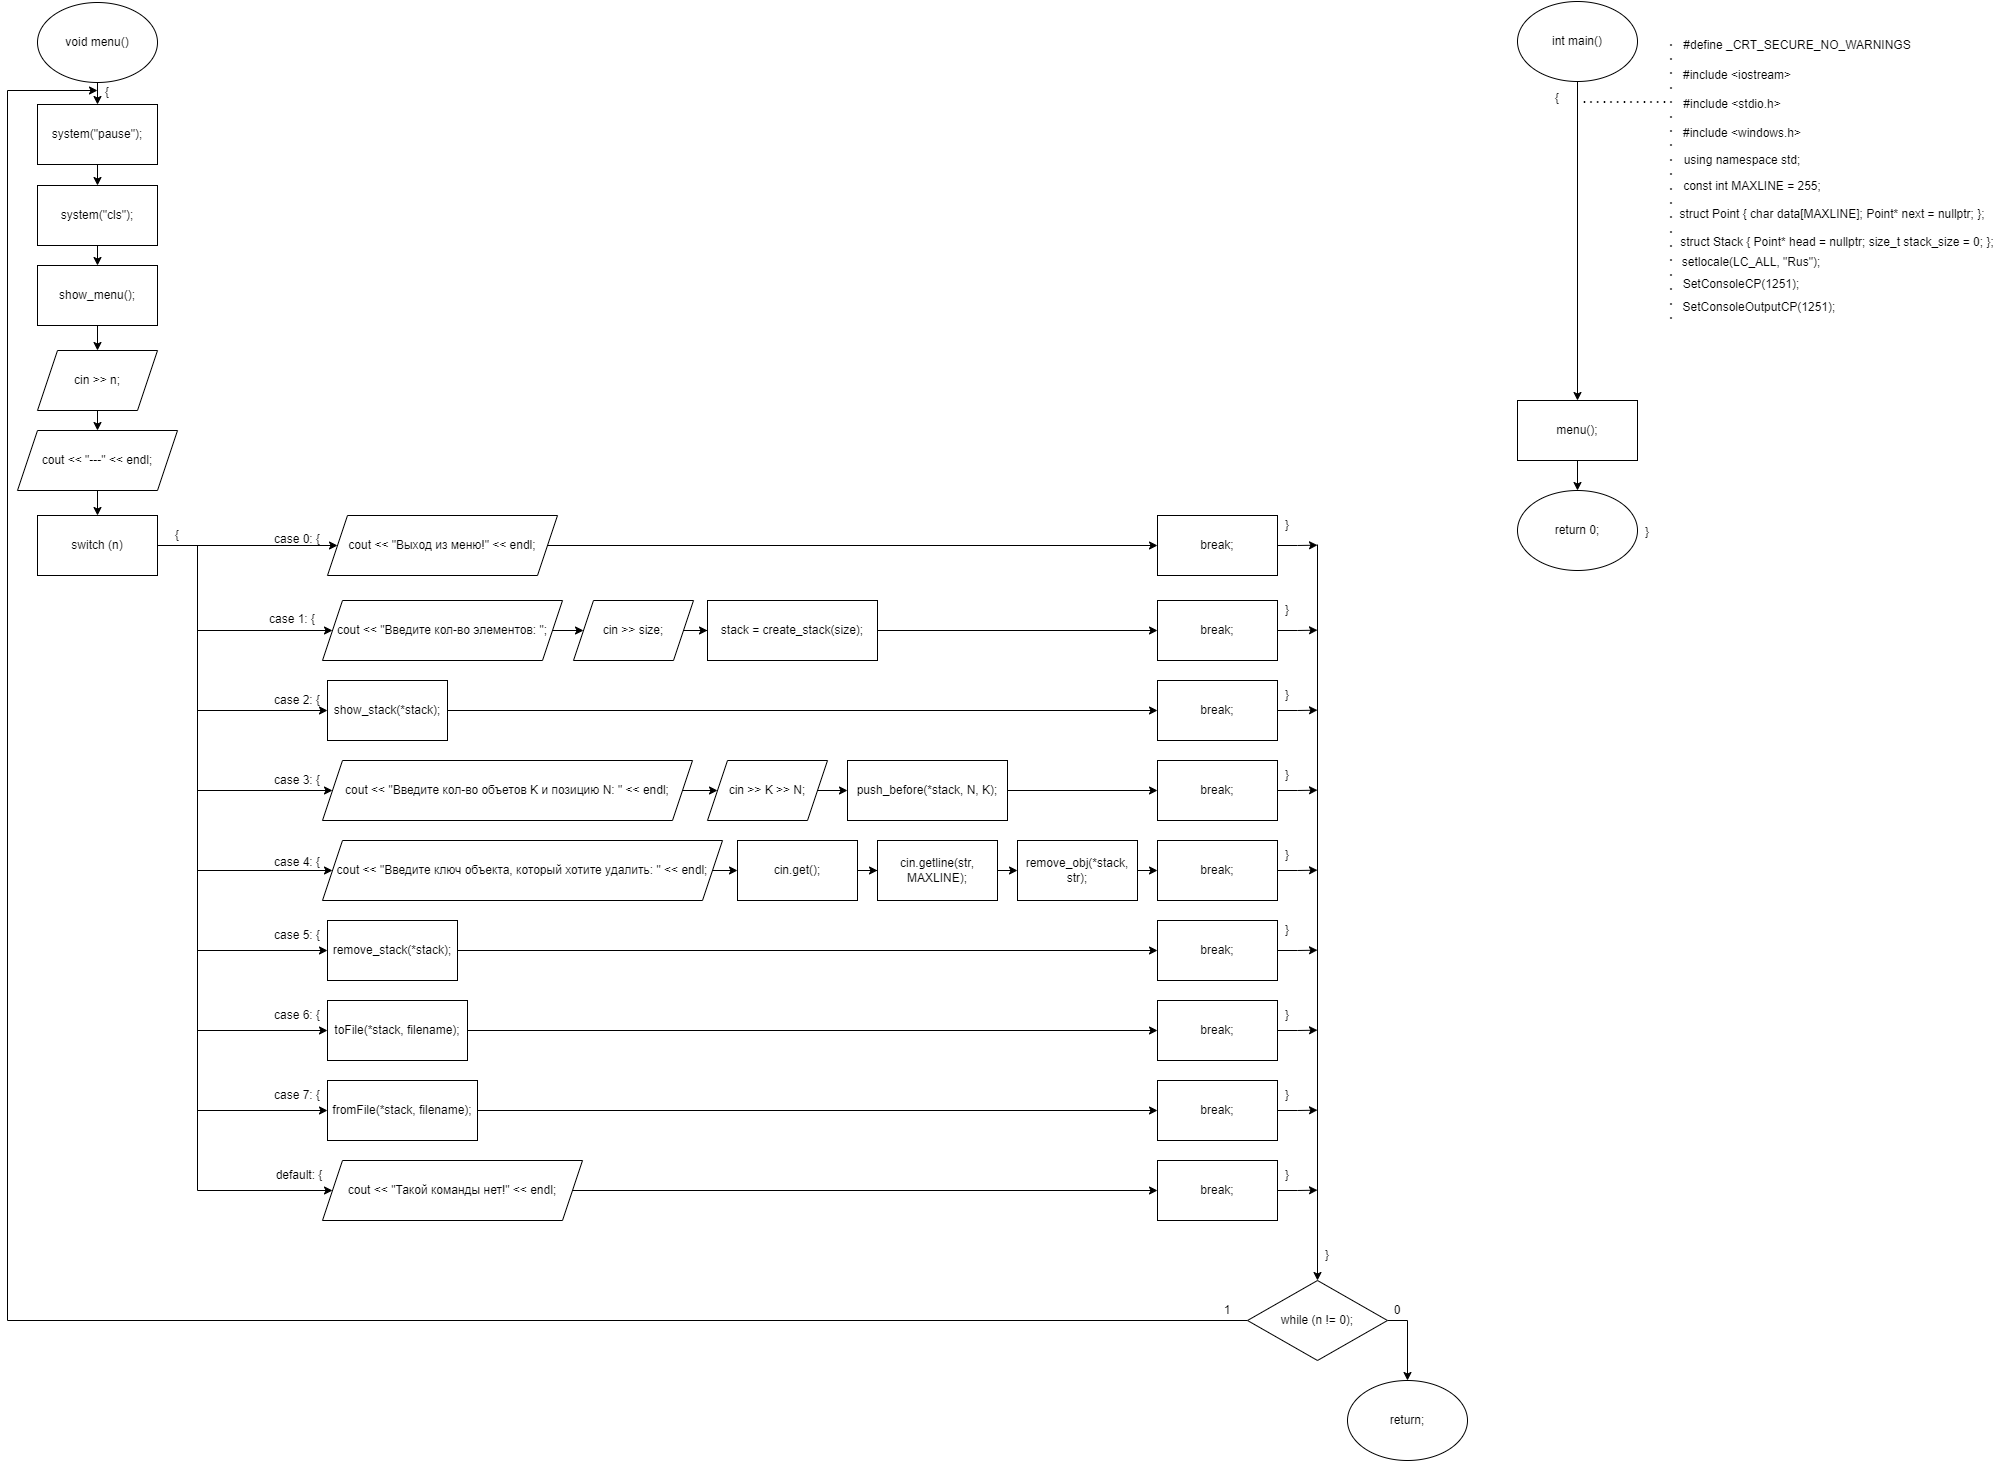 void menu()
{
system("pause");
system("cls");
show_menu();
cin >> n;
cout << "---" << endl;
switch (n)
{
case 0: {
cout << "Выход из меню!" << endl;
break;
}
case 1: {
cout << "Введите кол-во элементов: ";
cin >> size;
stack = create_stack(size);
break;
}
case 2: {
show_stack(*stack);
break;
}
case 3: {
cout << "Введите кол-во объетов K и позицию N: " << endl;
cin >> K >> N;
push_before(*stack, N, K);
break;
}
case 4: {
cout << "Введите ключ объекта, который хотите удалить: " << endl;
cin.get();
cin.getline(str,
MAXLINE);
remove_obj(*stack,
str);
break;
}
case 5: {
remove_stack(*stack);
break;
}
case 6: {
toFile(*stack, filename);
break;
}
case 7: {
fromFile(*stack, filename);
break;
}
default: {
cout << "Такой команды нет!" << endl;
break;
}
}
1
while (n != 0);
0
return;
int main()
{
#define _CRT_SECURE_NO_WARNINGS
#include <iostream>
#include <stdio.h>
#include <windows.h>
using namespace std;
const int MAXLINE = 255;
struct Point { char data[MAXLINE]; Point* next = nullptr; };
struct Stack { Point* head = nullptr; size_t stack_size = 0; };
setlocale(LC_ALL, "Rus");
SetConsoleCP(1251);
SetConsoleOutputCP(1251);
menu();
return 0;
}